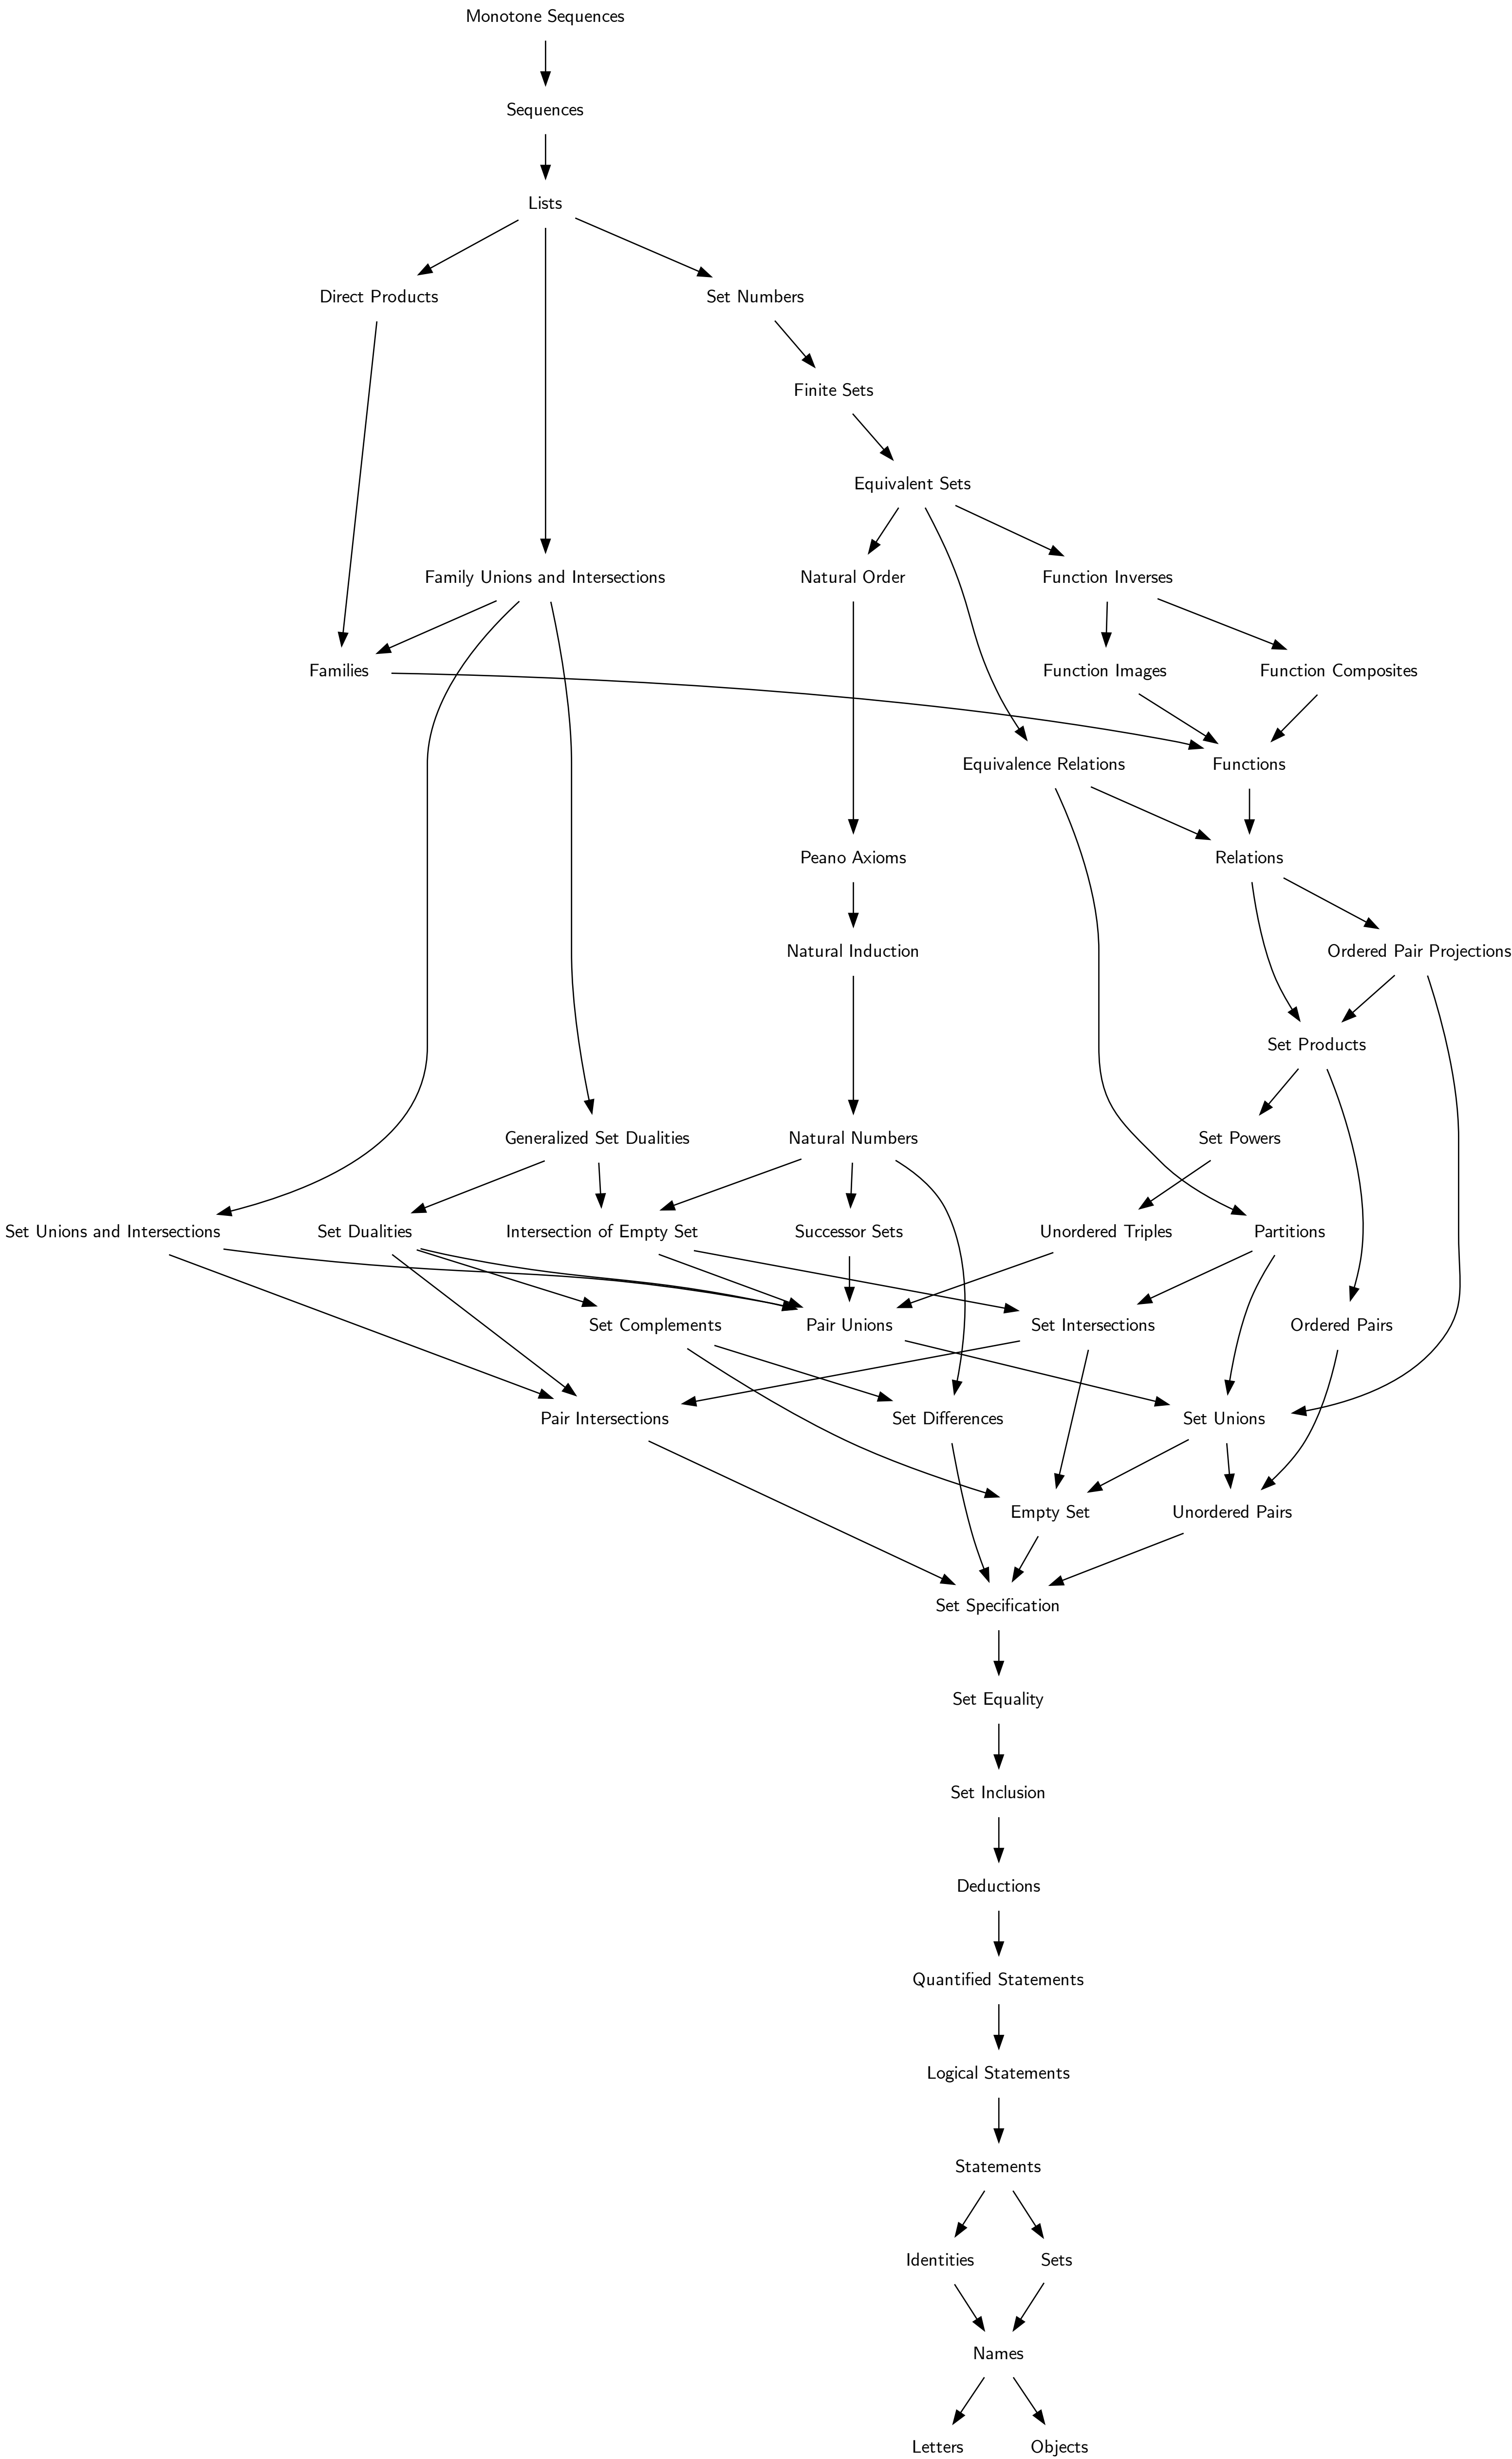 Monotone Sequences
Sequences
Lists
Direct Products
Set Numbers
Finite Sets
Equivalent Sets
Family Unions and Intersections
Natural Order
Function Inverses
Families
Function Images
Function Composites
Equivalence Relations
Functions
Peano Axioms
Relations
Natural Induction
Ordered Pair Projections
Set Products
Generalized Set Dualities
Natural Numbers
Set Powers
Set Unions and Intersections
Set Dualities
Intersection of Empty Set
Successor Sets
Unordered Triples
Partitions
Set Complements
Pair Unions
Set Intersections
Ordered Pairs
Pair Intersections
Set Differences
Set Unions
Empty Set
Unordered Pairs
Set Specification
Set Equality
Set Inclusion
Deductions
Quantified Statements
Logical Statements
Statements
Identities
Sets
Names
Letters
Objects